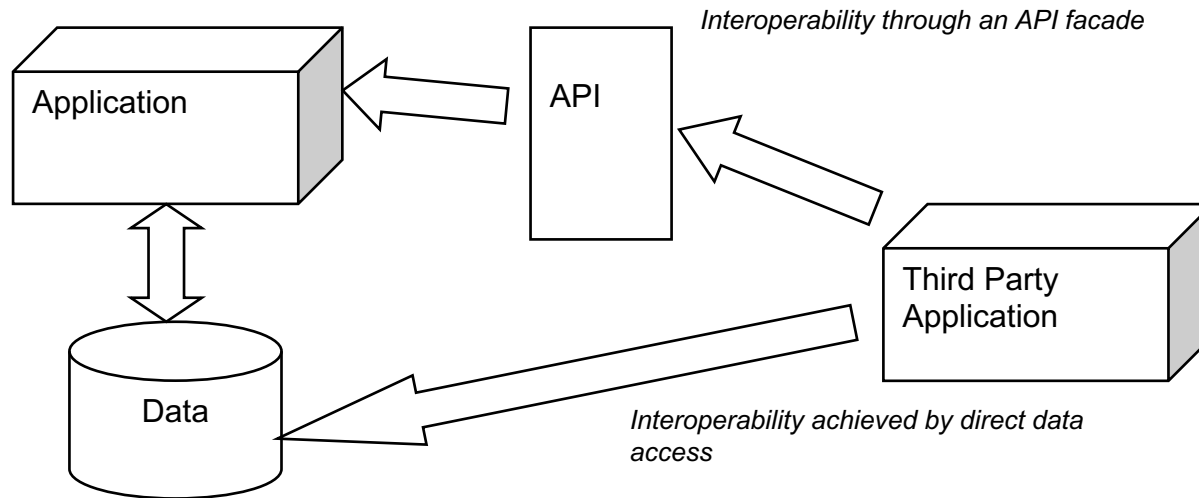 Interoperability through an API facade
Application
API
Third Party
Application
Data
Interoperability achieved by direct data
access